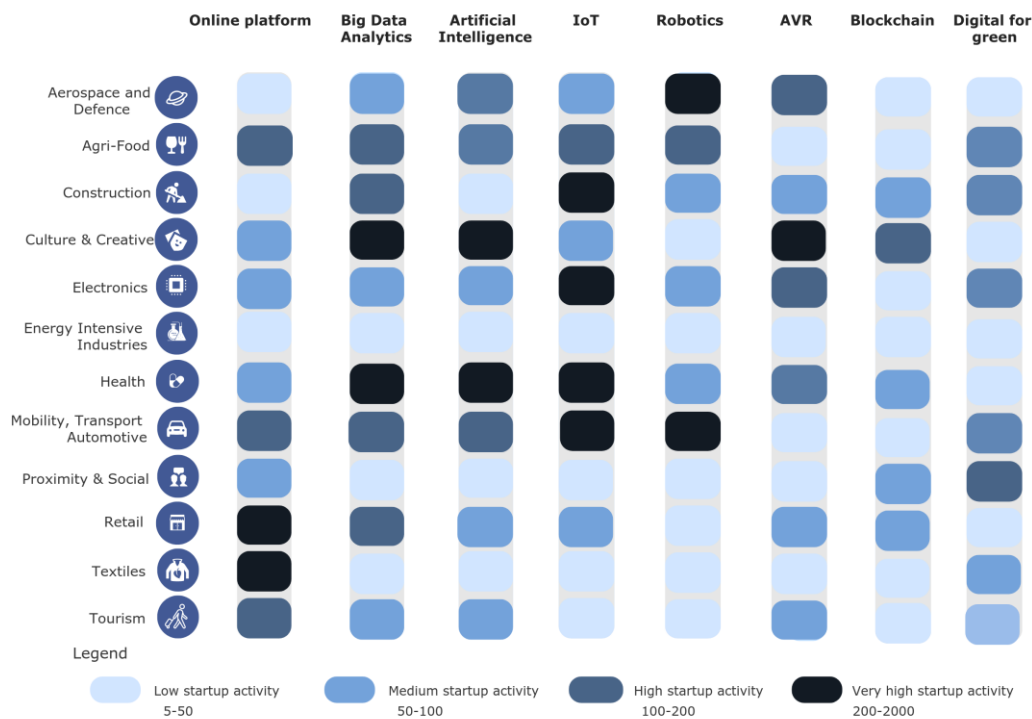 Online platform
Big Data
Analytics
Artificial
Intelligence
IoT
Robotics
AVR
Blockchain
Digital for
green
Aerospace and
Defence
Agri-Food
Construction
Culture & Creative
Electronics
Energy Intensive
Industries
Health
Mobility, Transport
Automotive
Proximity & Social
Retail
Textiles
Tourism
Legend
Low startup activity
5-50
Medium startup activity
50-100
High startup activity
100-200
Very high startup activity
200-2000